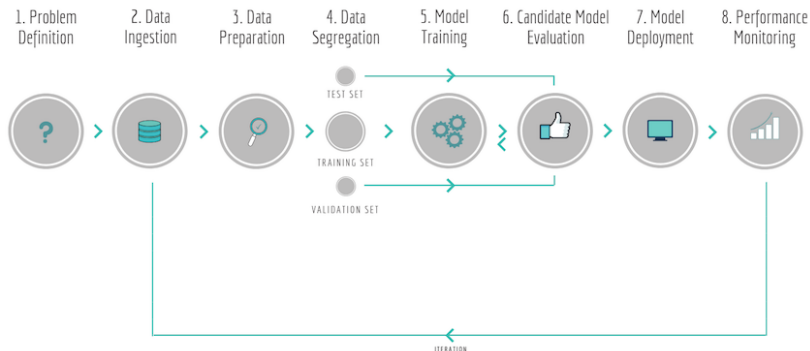 1. Problem
Definition
2. Data
Ingestion
3. Data
Preparation
4. Data
Segregation
5. Model
Training
6. Candidate Model
Evaluation
7. Model
Deployment
8. Performance
Monitoring
TEST SET
TRAINING SET
VALIDATION SET
ITERATION